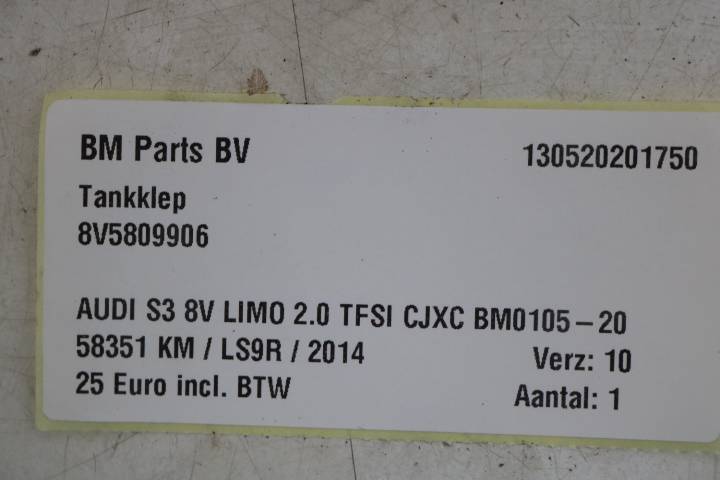 BM Parts BV 130520201750
Tankklep
8V5809906
AUDI S3 8V LIMO 2.0 TFSI CJXC BM0105-20
58351 KM / LS9R / 2014 Verz: 10
25 Euro incl. BTW Aantal: 1